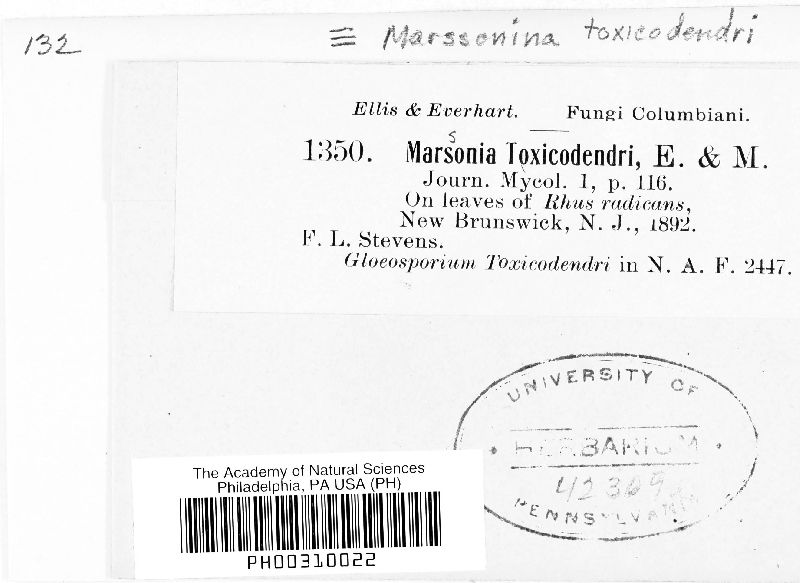 132
≡ Marssonina toxicodendri
Ellis & Everhart. Fungi Columbiani.
s
1350. Marsonia Toxicodendri, E. & M.
Journ. Mycol. 1, p. 116.
On leaves of Rhus radicans,
New Brunswick, N. J., 1892.
F. L. Stevens.
Gloeosporium Toxicodendri in N. A. F. 2447.
UNIVERSITY OF
HERBARIUM
42309
PENNSYLVANIA
The Academy of Natural Sciences
Philadelphia, PA USA (PH)
PH00310022